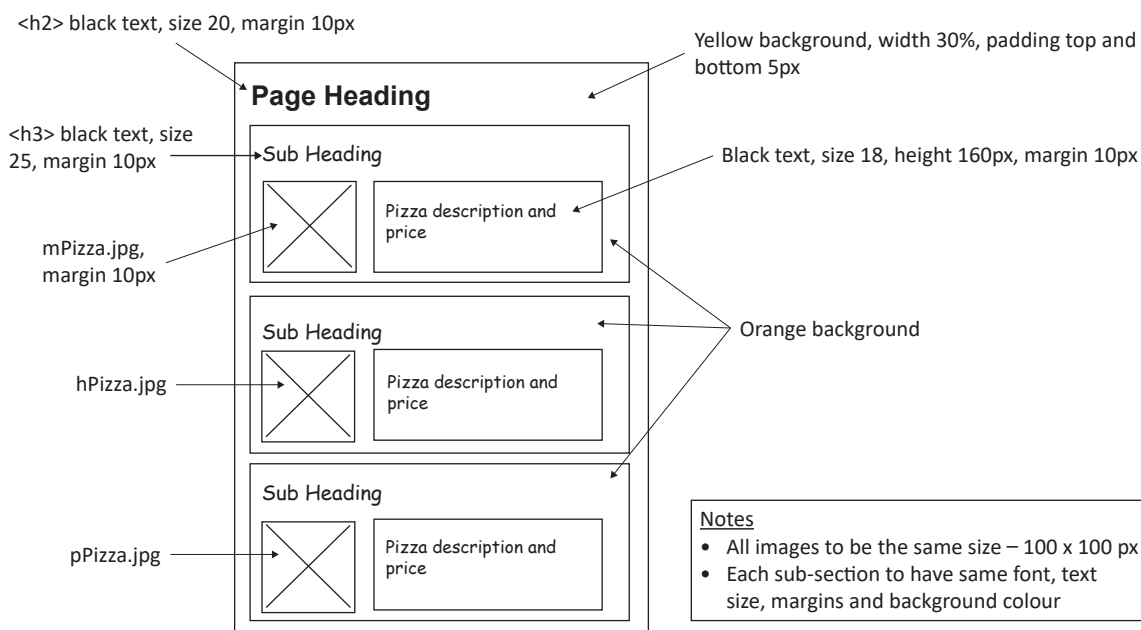 <h2> black text, size 20, margin 10px
Yellow background, width 30%, padding top and
bottom 5px
Page Heading
<h3> black text, size
25, margin 10px
Sub Heading
Black text, size 18, height 160px, margin 10px
Pizza description and
price
mPizza.jpg,
margin 10px
Orange background
Sub Heading
hPizza.jpg
Pizza description and
price
Sub Heading
pPizza.jpg
Pizza description and
price
Notes
• All images to be the same size – 100 x 100 px
• Each sub-section to have same font, text
size, margins and background colour